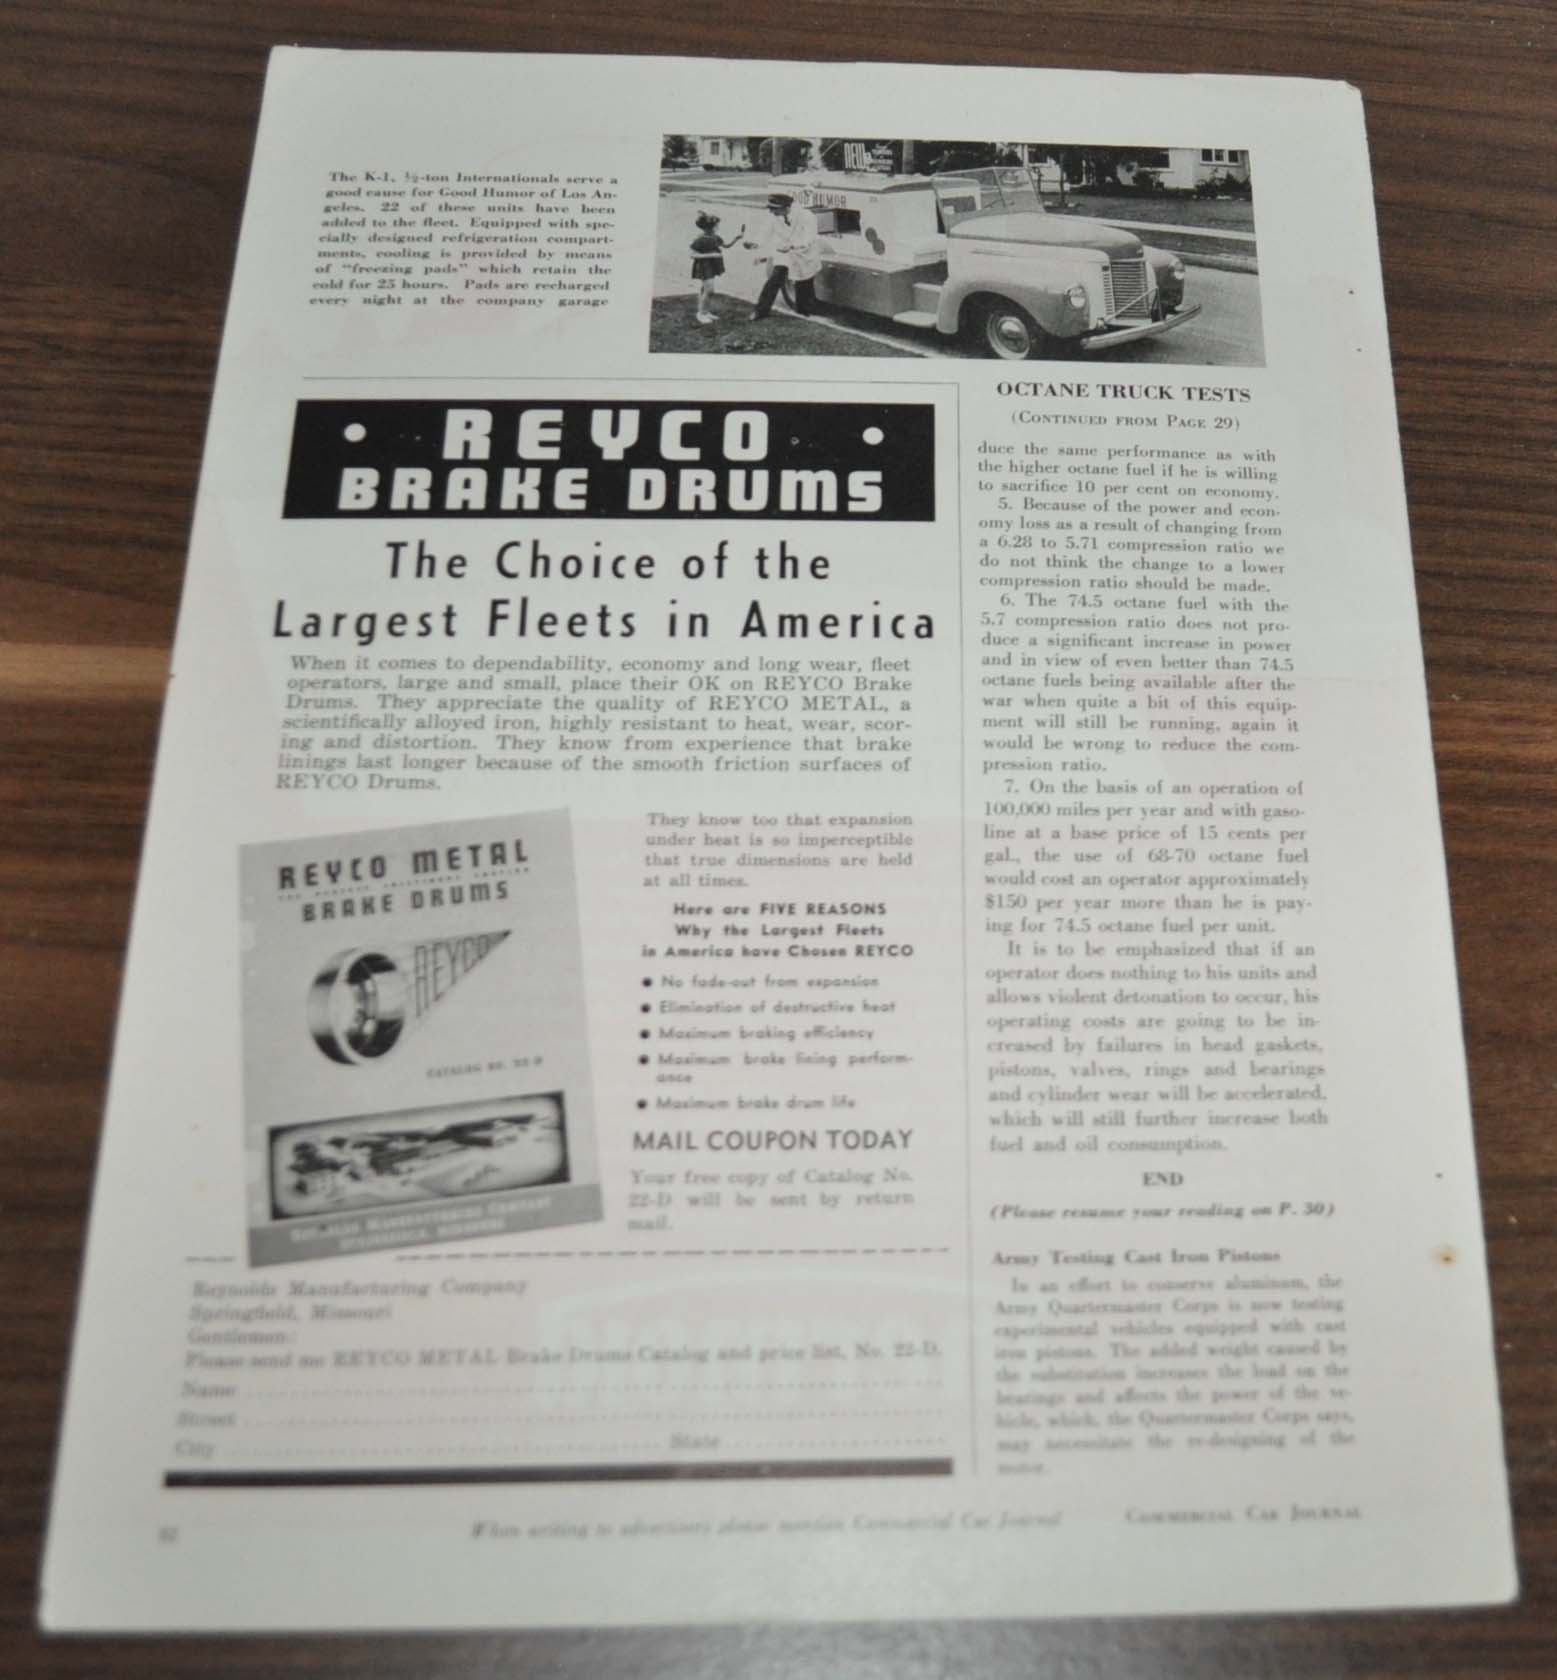 The K-1, ½-ton Internationals serve a
good cause for Good Humor of Los An-
geles. 22 of these units have been
added to the fleet. Equipped with spe-
cially designed refrigeration compart-
ments, cooling is provided by means
of "freezing pads" which retain the
cold for 25 hours. Pads are recharged
every night at the company garage
NEW
GOOD HUMOR
REYCO
BRAKE DRUMS
The Choice of the
Largest Fleets in America
When it comes to dependability, economy and long wear, fleet
operators, large and small, place their OK on REYCO Brake
Drums. They appreciate the quality of REYCO METAL, a
scientifically alloyed iron, highly resistant to heat, wear, scor-
ing and distortion. They know from experience that brake
linings last longer because of the smooth friction surfaces of
REYCO Drums.
REYCO METAL
BRAKE DRUMS
REYCO
CATALOG NO. 22-D
REYNOLDS MANUFACTURING COMPANY
SPRINGFIELD, MISSOURI
They know too that expansion
under heat is so imperceptible
that true dimensions are held
at all times.
Here are FIVE REASONS
Why the Largest Fleets
in America have Chosen REYCO
● No fade-out from expansion
● Elimination of destructive heat
● Maximum braking efficiency
● Maximum brake lining perform-
ance
● Maximum brake drum life
MAIL COUPON TODAY
Your free copy of Catalog No.
22-D will be sent by return
mail.
Reynolds Manufacturing Company
Springfield, Missouri
Gentlemen:
Please send me REYCO METAL Brake Drums Catalog and price list, No. 22-D.
Name
Street
City State
OCTANE TRUCK TESTS
(CONTINUED FROM PAGE 29)
duce the same performance as with
the higher octane fuel if he is willing
to sacrifice 10 per cent on economy.
5. Because of the power and econ-
omy loss as a result of changing from
a 6.28 to 5.71 compression ratio we
do not think the change to a lower
compression ratio should be made.
6. The 74.5 octane fuel with the
5.7 compression ratio does not pro-
duce a significant increase in power
and in view of even better than 74.5
octane fuels being available after the
war when quite a bit of this equip-
ment will still be running, again it
would be wrong to reduce the com-
pression ratio.
7. On the basis of an operation of
100,000 miles per year and with gaso-
line at a base price of 15 cents per
gal., the use of 68-70 octane fuel
would cost an operator approximately
$150 per year more than he is pay-
ing for 74.5 octane fuel per unit.
It is to be emphasized that if an
operator does nothing to his units and
allows violent detonation to occur, his
operating costs are going to be in-
creased by failures in head gaskets,
pistons, valves, rings and bearings
and cylinder wear will be accelerated,
which will still further increase both
fuel and oil consumption.
END
(Please resume your reading on P. 30)
Army Testing Cast Iron Pistons
In an effort to conserve aluminum, the
Army Quartermaster Corps is now testing
experimental vehicles equipped with cast
iron pistons. The added weight caused by
the substitution increases the load on the
bearings and affects the power of the ve-
hicle, which, the Quartermaster Corps says,
may necessitate the re-designing of the
motor.
When writing to advertisers please mention Commercial Car Journal
COMMERCIAL CAR JOURNAL